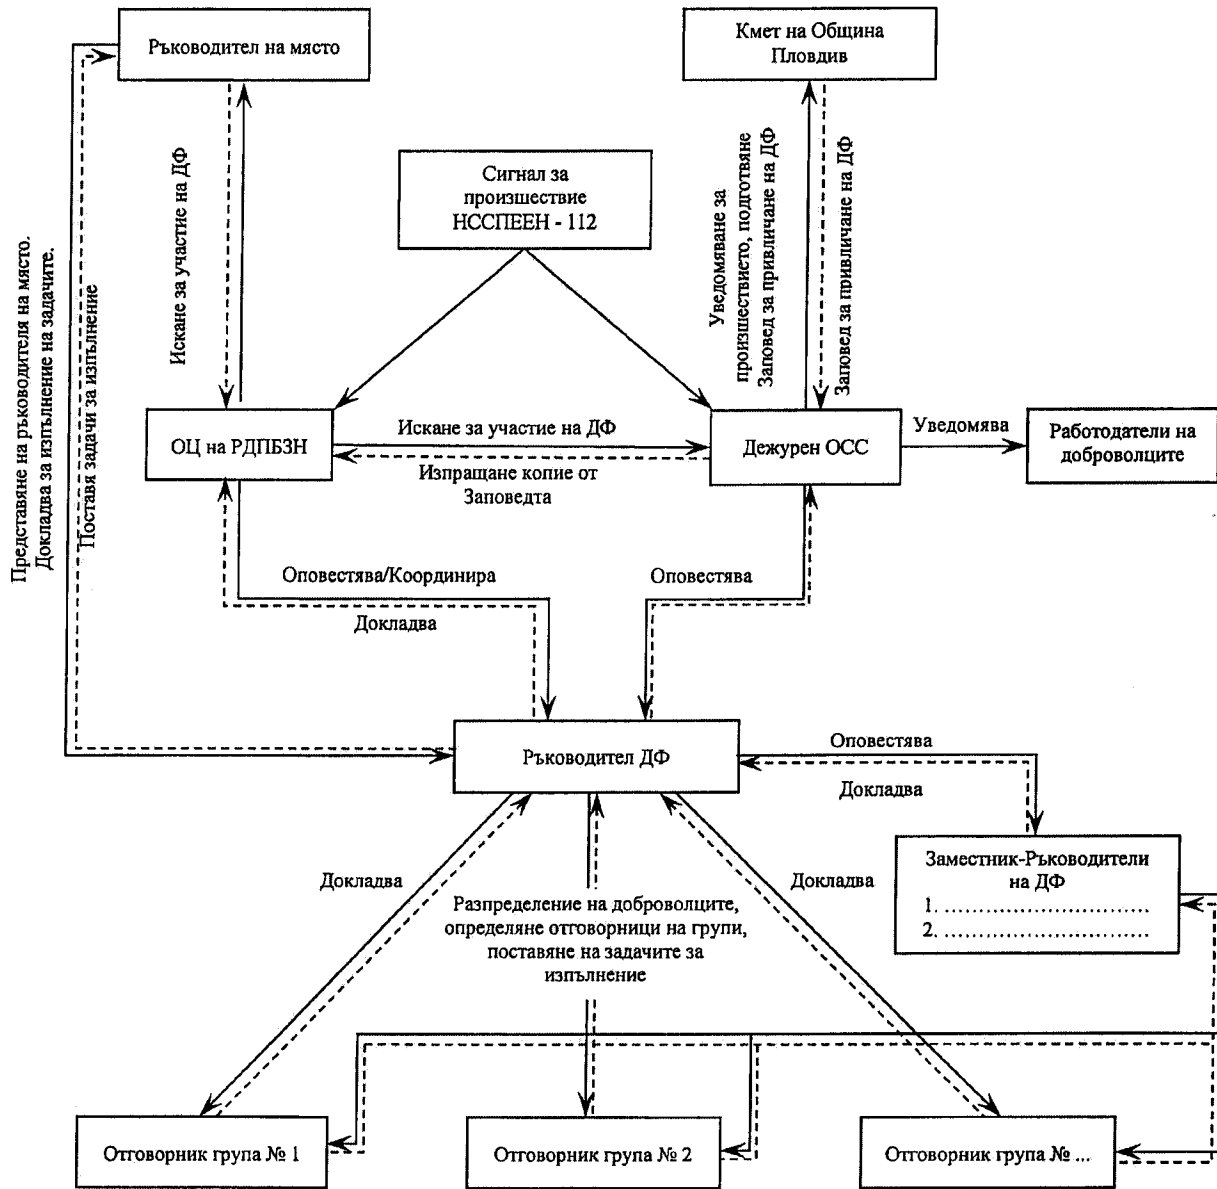 Ръководител на място
Кмет на Община
Пловдив
Сигнал за
произшествие
НССПЕЕН - 112
Представяне на ръководителя на място.
Докладва за изпълнение на задачите.
Поставя задачи за изпълнение
Искане за участие на ДФ
Уведомяване за
произшествието, подготвяне
Заповед за привличане на ДФ
Заповед за привличане на ДФ
ОЦ на РДПБЗН
Искане за участие на ДФ
Изпращане копие от
Заповедта
Дежурен ОСС
Уведомява
Работодатели на
доброволците
Оповестява/Координира
Докладва
Оповестява
Ръководител ДФ
Оповестява
Докладва
Заместник-Ръководители
на ДФ
1. ..............................
2. ..............................
Докладва
Докладва
Разпределение на доброволците,
определяне отговорници на групи,
поставяне на задачите за
изпълнение
Отговорник група № 1
Отговорник група № 2
Отговорник група № ...